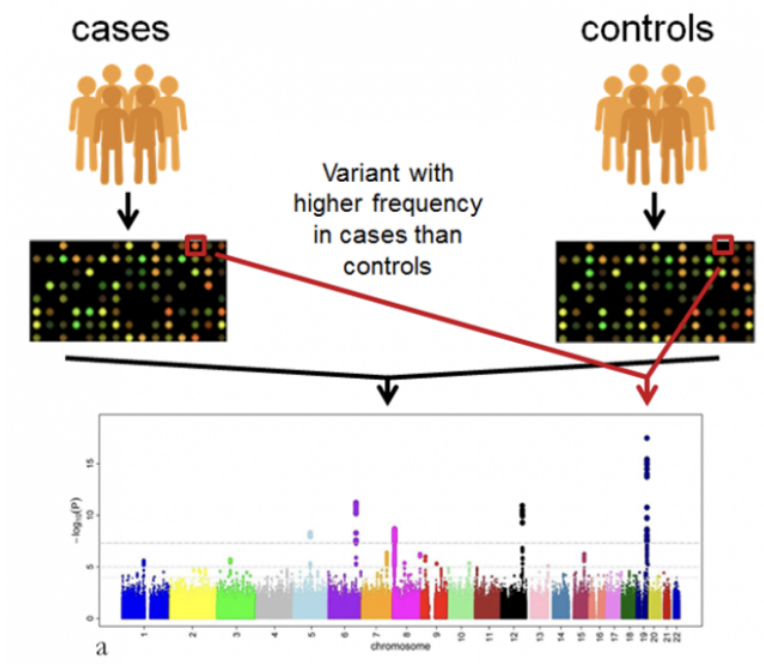 cases
controls
Variant with
higher frequency
in cases than
controls
−log₁₀(P)
15
10
5
0
1
2
3
4
5
6
7
8
9
10
11
12
13
14
15
16
17
18
19
20
21
22
chromosome
a